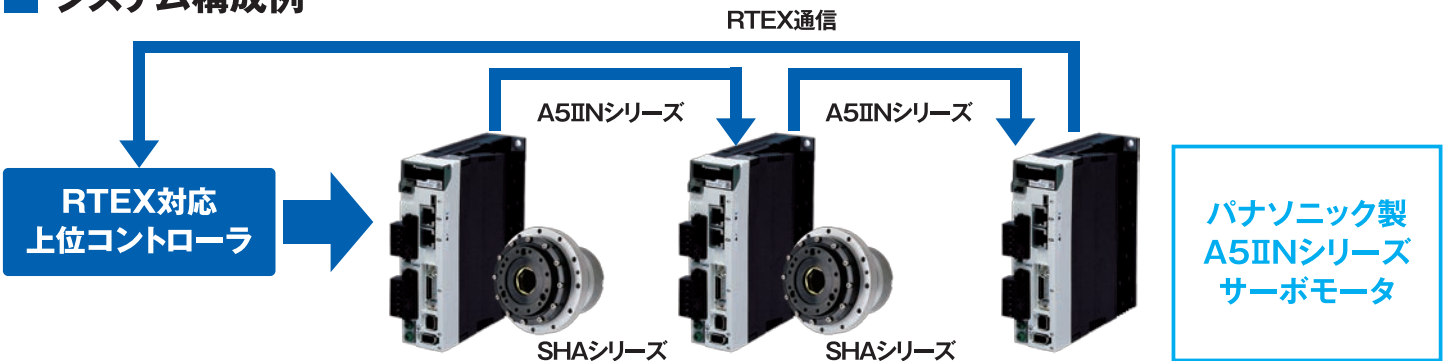 システム構成例
RTEX通信
A5ⅡNシリーズ
A5ⅡNシリーズ
RTEX対応
上位コントローラ
パナソニック製
A5ⅡNシリーズ
サーボモータ
SHAシリーズ
SHAシリーズ